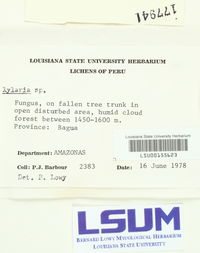 177941
LOUISIANA STATE UNIVERSITY HERBARIUM
LICHENS OF PERU
Xylaria sp.
Fungus, on fallen tree trunk in
open disturbed area, humid cloud
forest between 1450-1600 m.
Province: Bagua
Louisiana State University Herbarium
LSU00155623
Department: AMAZONAS
Coll: P.J. Barbour 2383 Date: 16 June 1978
Det. P. Lowy
LSUM
BERNARD LOWY MYCOLOGICAL HERBARIUM
LOUISIANA STATE UNIVERSITY